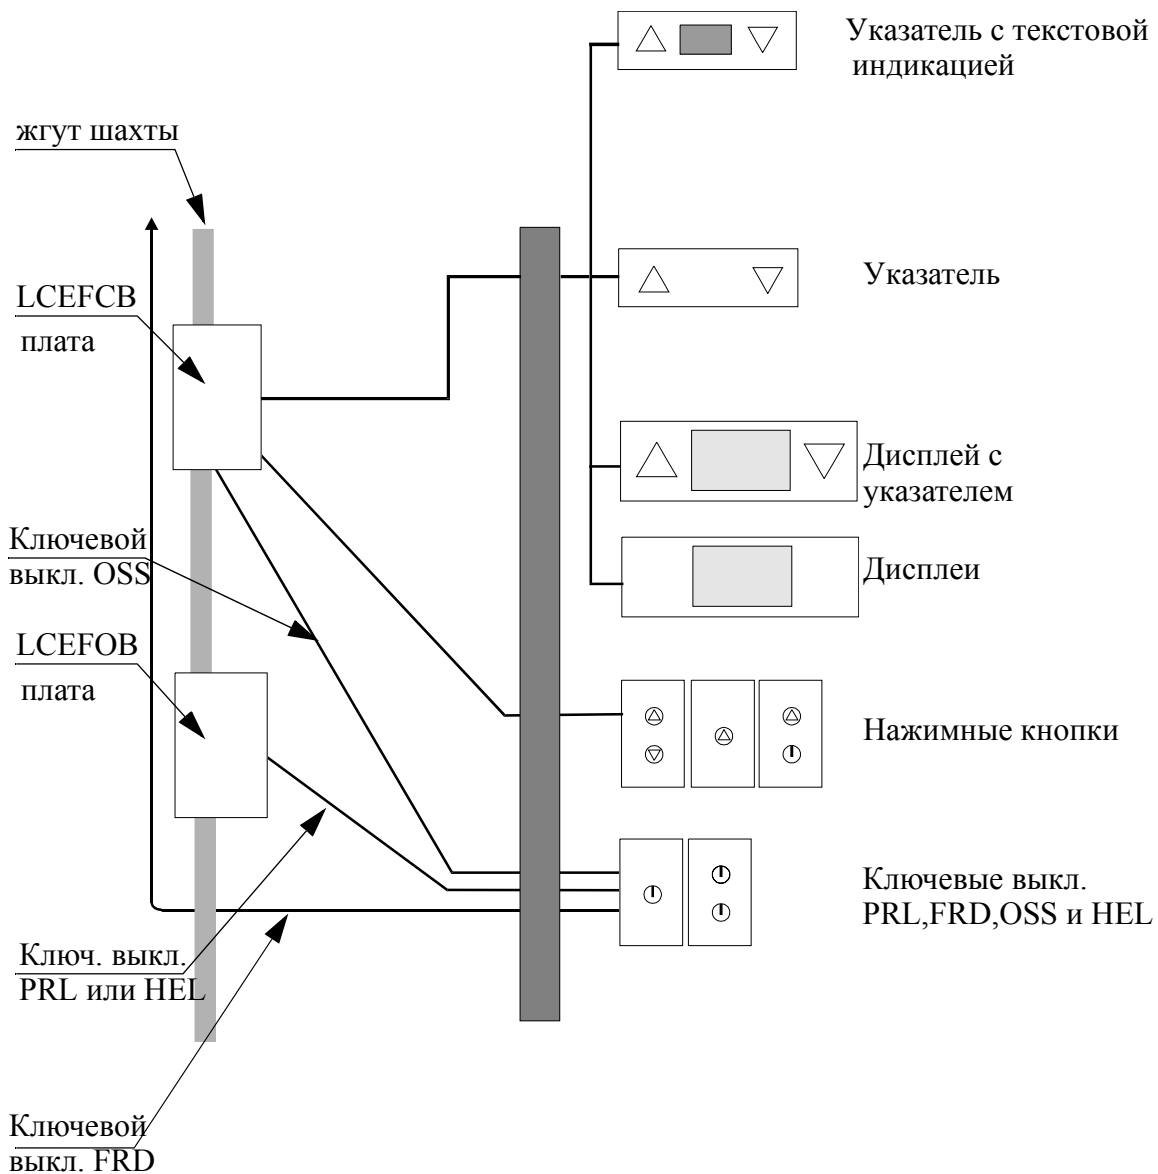 Указатель с текстовой
индикацией
жгут шахты
LCEFCB
плата
Указатель
Дисплей с
указателем
Ключевой
выкл. OSS
Дисплеи
LCEFOB
плата
Нажимные кнопки
Ключевые выкл.
PRL,FRD,OSS и HEL
Ключ. выкл.
PRL или HEL
Ключевой
выкл. FRD